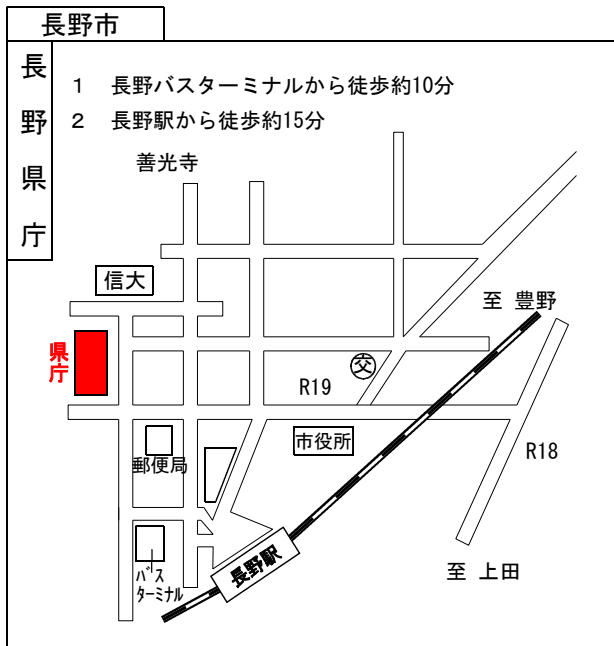 長野市
長野県庁
1 長野バスターミナルから徒歩約10分
2 長野駅から徒歩約15分
善光寺
信大
至 豊野
県庁
交
R19
市役所
R18
郵便局
長野駅
至 上田
バス
ターミナル